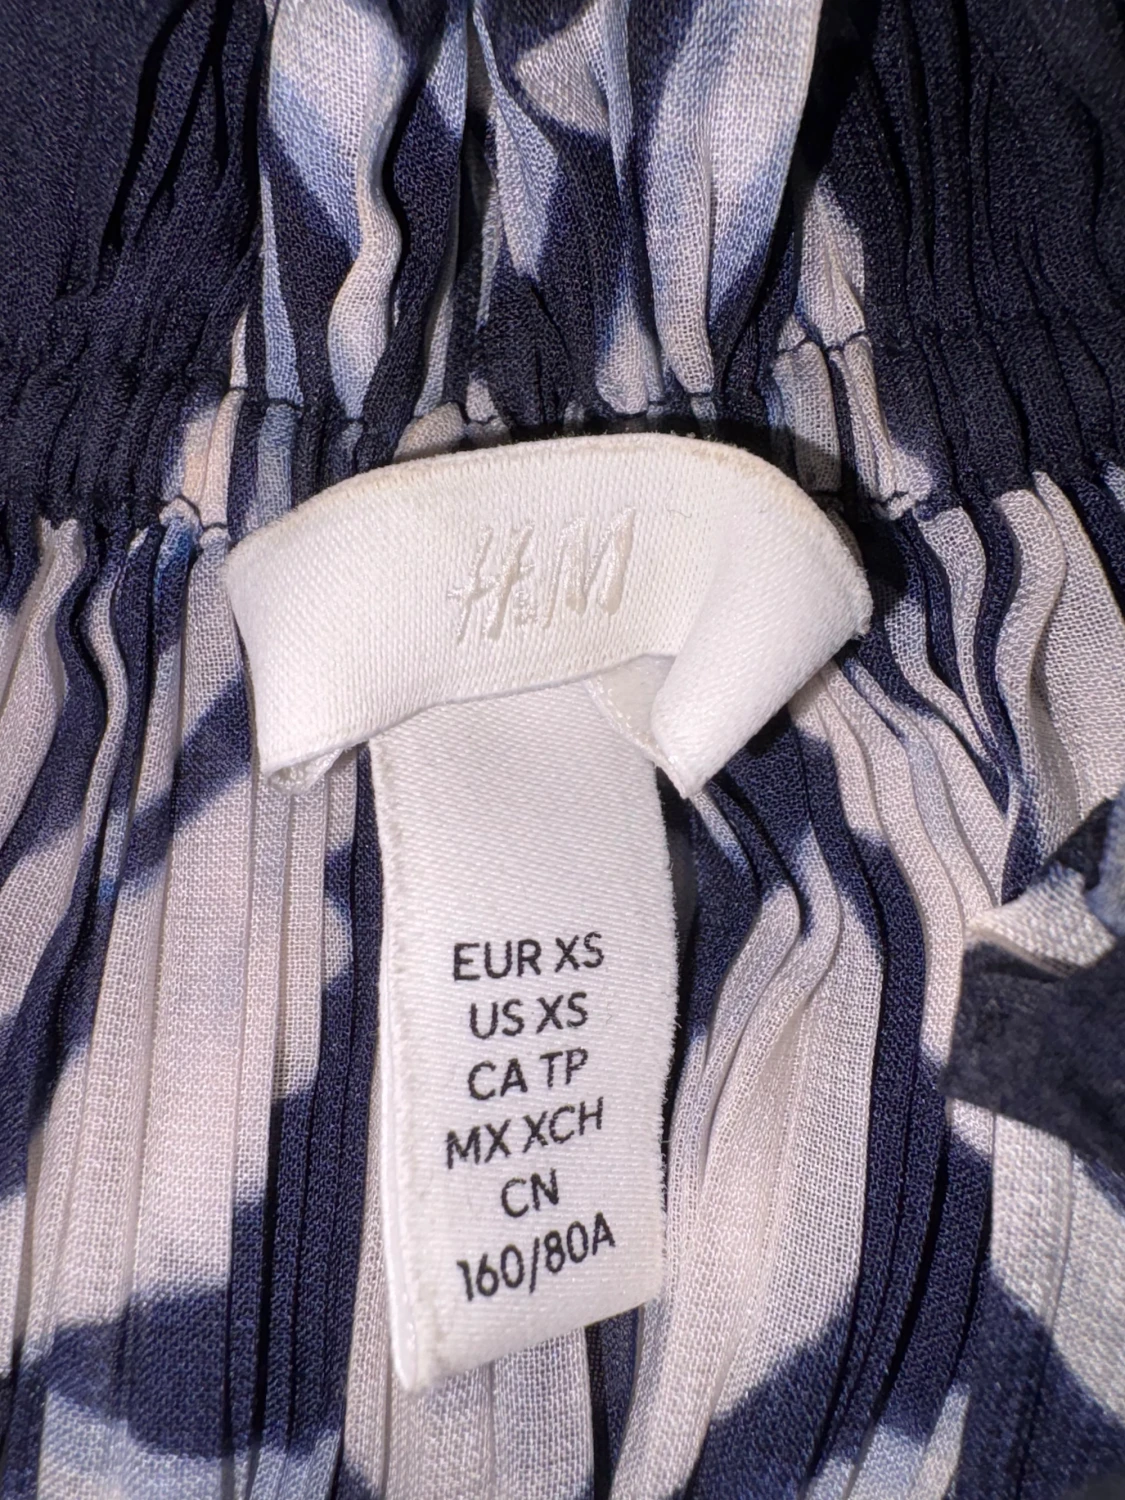 H&M
EUR XS
US XS
CA TP
MX XCH
CN
160/80A